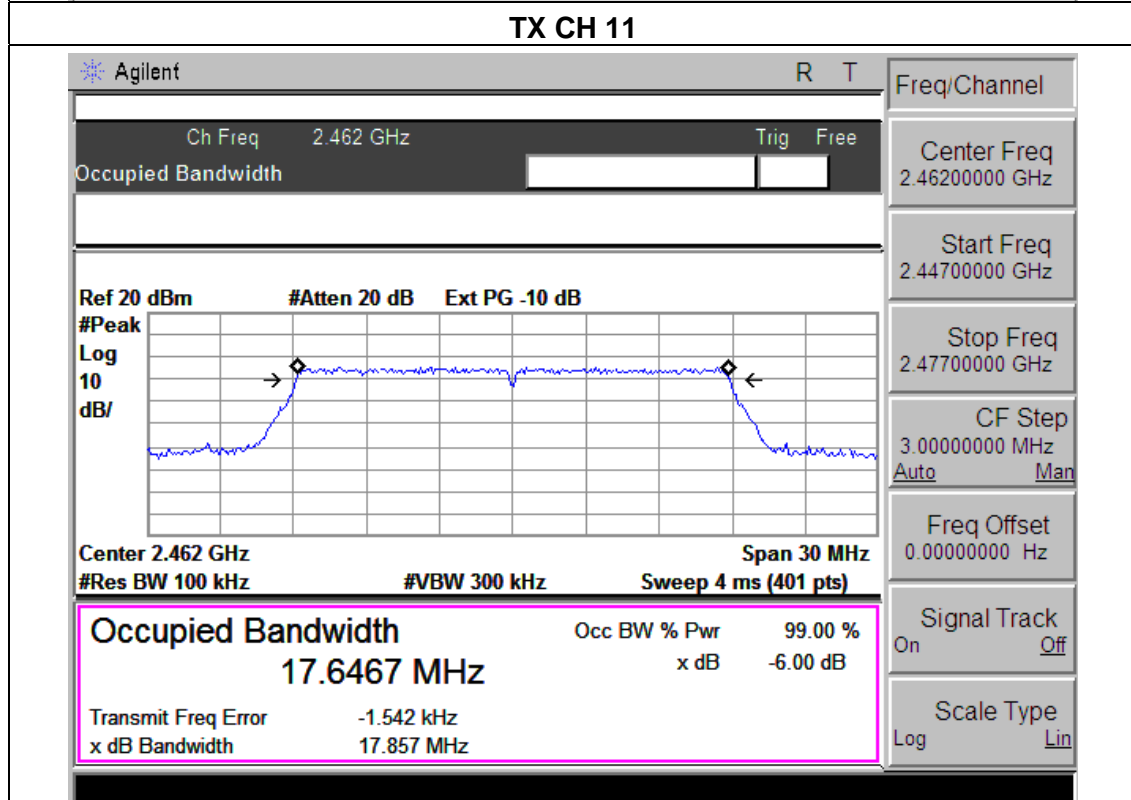 TX CH 11
Agilent R T
Ch Freq 2.462 GHz Trig Free
Occupied Bandwidth
Ref 20 dBm #Atten 20 dB Ext PG -10 dB
#Peak
Log
10
dB/
Center 2.462 GHz Span 30 MHz
#Res BW 100 kHz #VBW 300 kHz Sweep 4 ms (401 pts)
Occupied Bandwidth
17.6467 MHz
Occ BW % Pwr 99.00 %
x dB -6.00 dB
Transmit Freq Error -1.542 kHz
x dB Bandwidth 17.857 MHz
Freq/Channel
Center Freq
2.46200000 GHz
Start Freq
2.44700000 GHz
Stop Freq
2.47700000 GHz
CF Step
3.00000000 MHz
Auto Man
Freq Offset
0.00000000 Hz
Signal Track
On Off
Scale Type
Log Lin